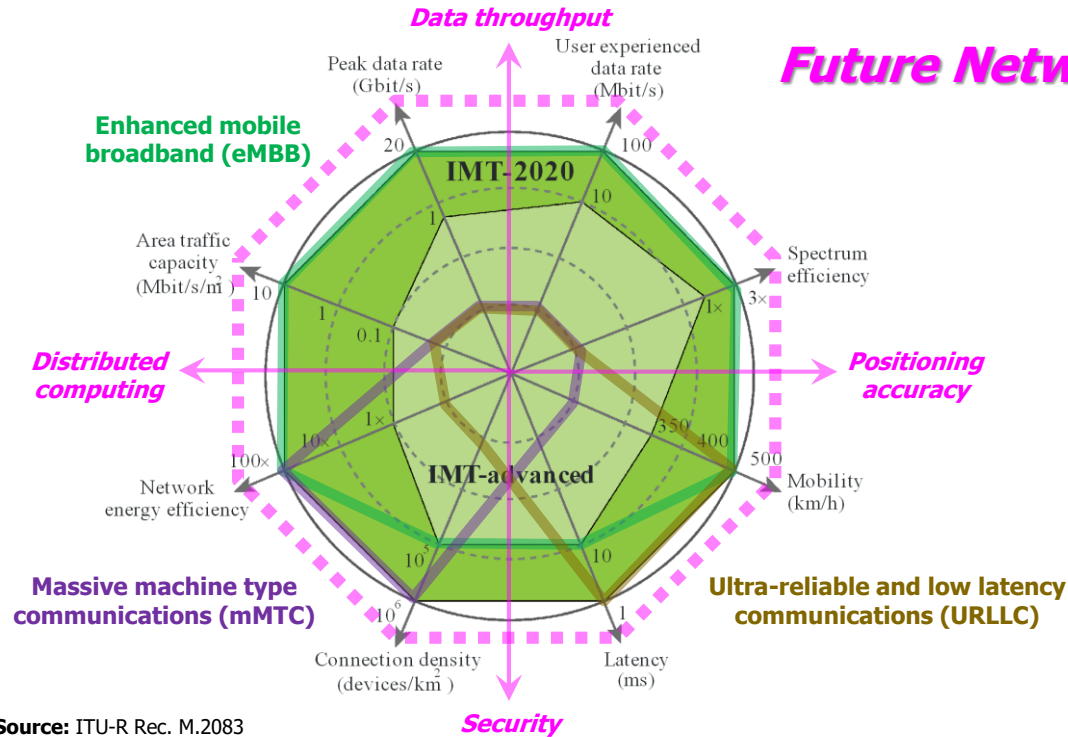 Data throughput
Future Netw
User experienced
data rate
(Mbit/s)
Peak data rate
(Gbit/s)
Enhanced mobile
broadband (eMBB)
20
100
IMT-2020
10
1
Area traffic
capacity
(Mbit/s/m²)
Spectrum
efficiency
10
3×
1
1×
0.1
Distributed
computing
Positioning
accuracy
1×
350
10×
400
100×
500
IMT-advanced
Network
energy efficiency
Mobility
(km/h)
10⁵
10
Massive machine type
communications (mMTC)
Ultra-reliable and low latency
communications (URLLC)
10⁶
1
Connection density
(devices/km²)
Latency
(ms)
Security
Source: ITU-R Rec. M.2083